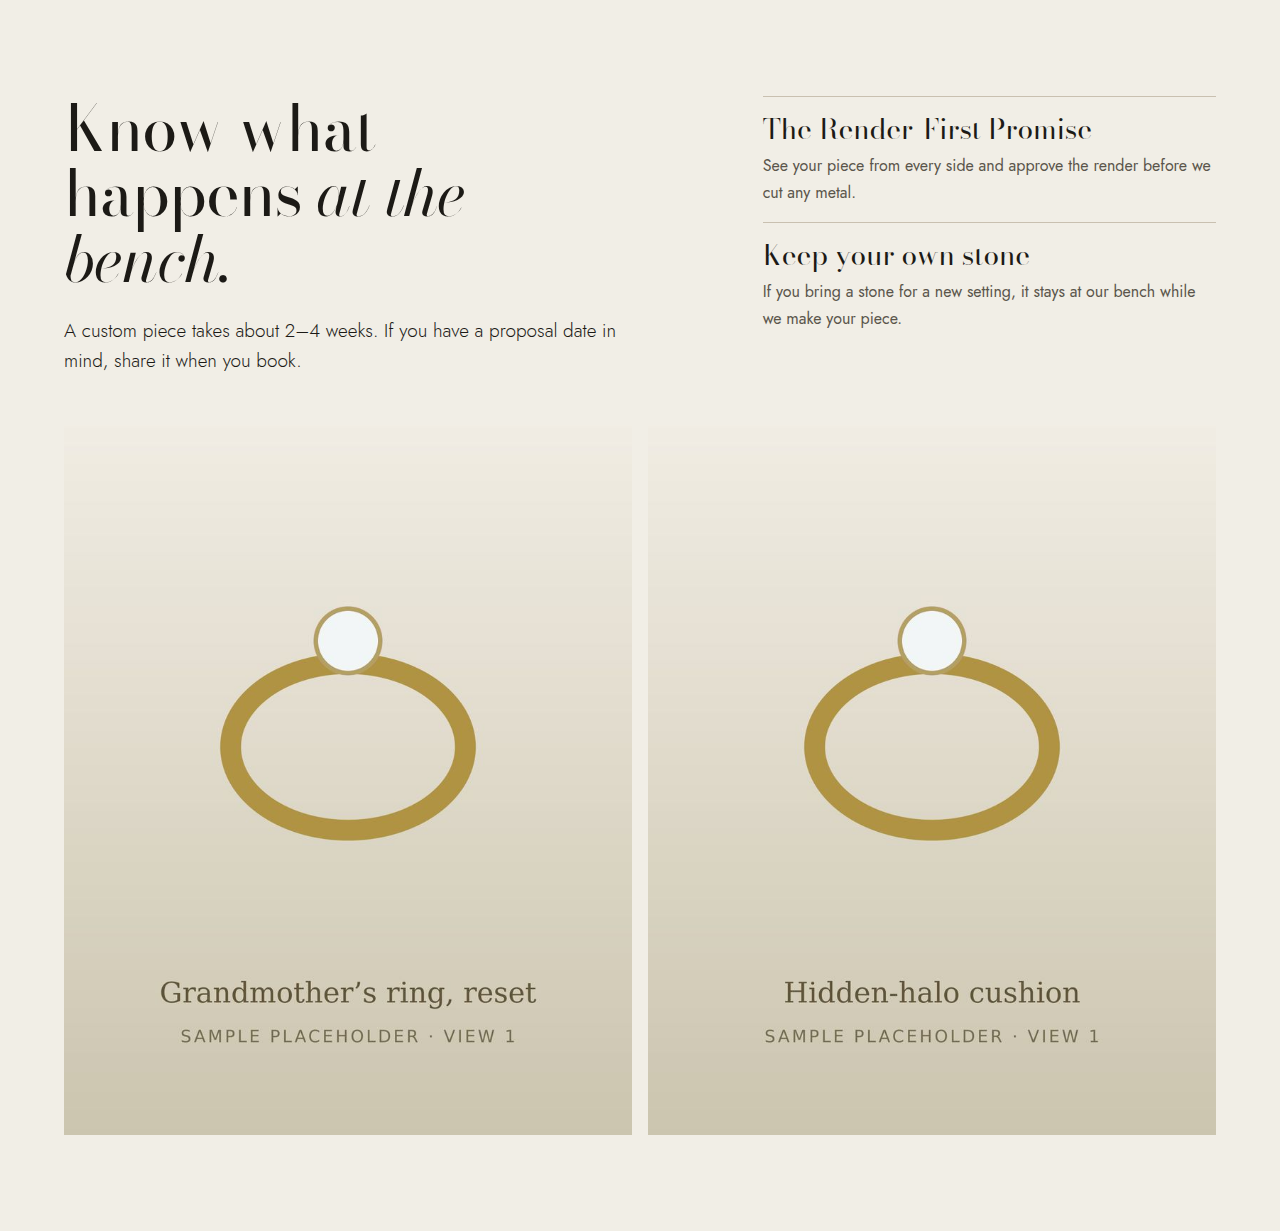 Know what
happens at the
bench.
A custom piece takes about 2–4 weeks. If you have a proposal date in
mind, share it when you book.
The Render First Promise
See your piece from every side and approve the render before we
cut any metal.
Keep your own stone
If you bring a stone for a new setting, it stays at our bench while
we make your piece.
Grandmother’s ring, reset
SAMPLE PLACEHOLDER · VIEW 1
Hidden-halo cushion
SAMPLE PLACEHOLDER · VIEW 1